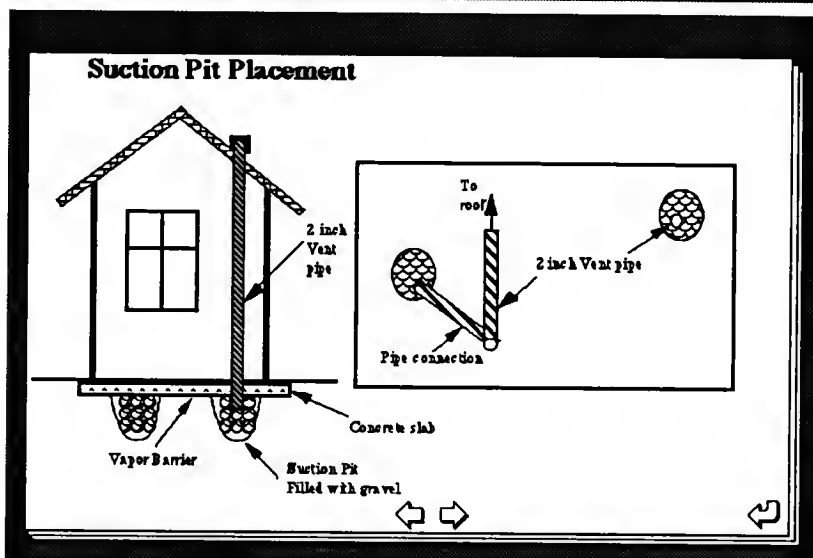 Suction Pit Placement
2 inch
Vent
pipe
Concrete slab
Vapor Barrier
Suction Pit
Filled with gravel
To
roof
2 inch Vent pipe
Pipe connection